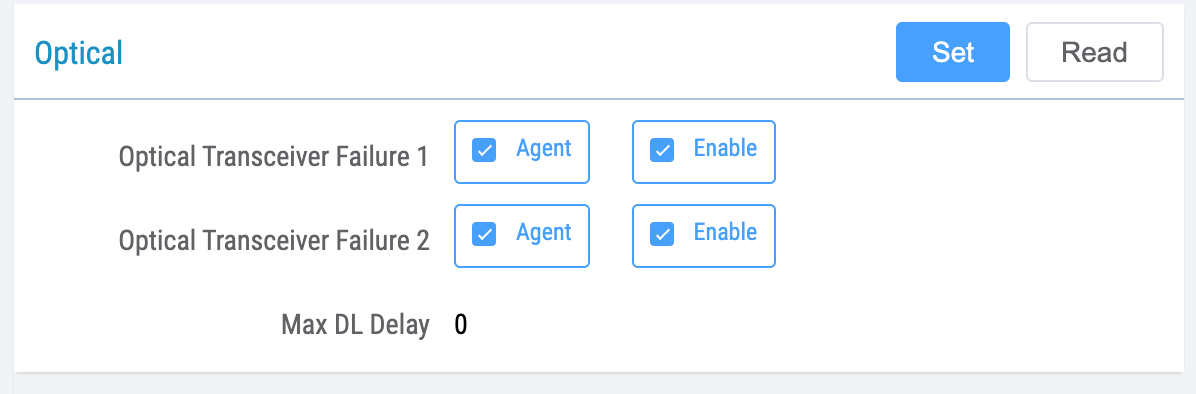 Optical Set Read
Optical Transceiver Failure 1 Agent Enable
Optical Transceiver Failure 2 Agent Enable
Max DL Delay 0